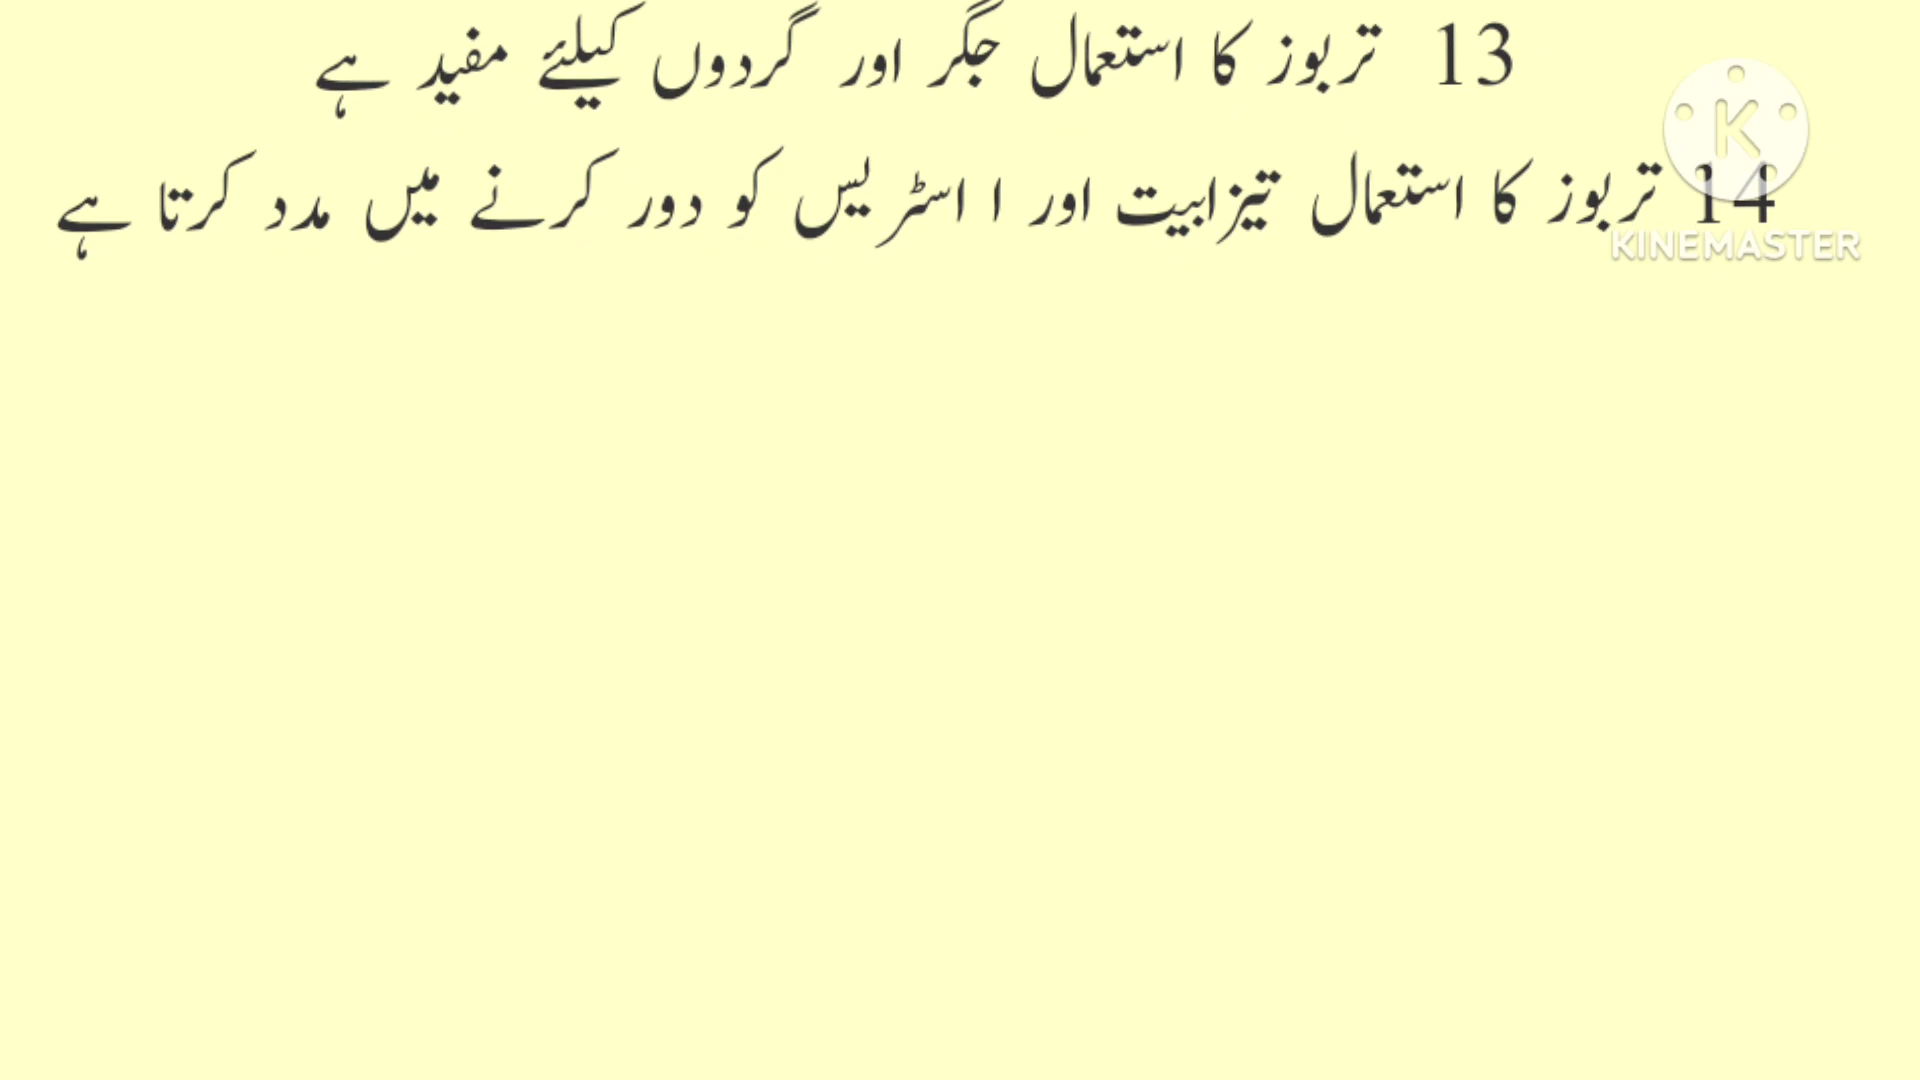 13 تربوز کا استعمال جگر اور گردوں کیلئے مفید ہے
14 تربوز کا استعمال تیزابیت اور ا اسٹریس کو دور کرنے میں مدد کرتا ہے
K
KINEMASTER